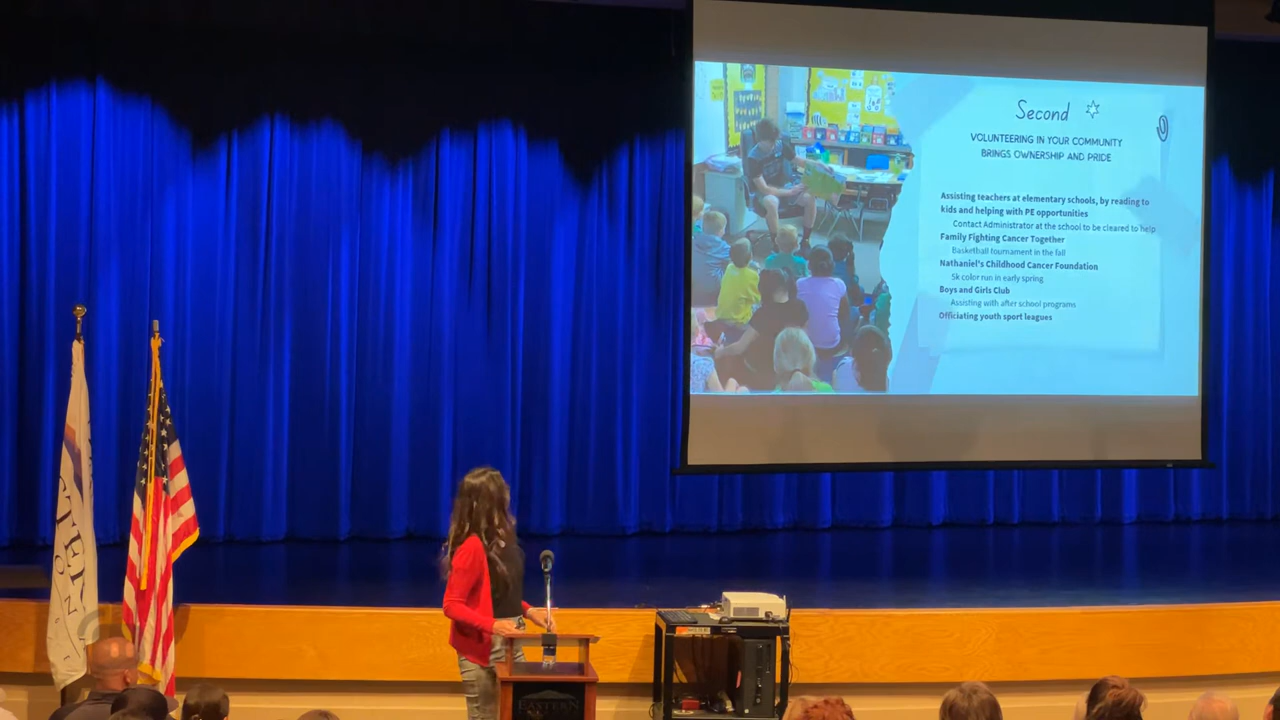 Second
VOLUNTEERING IN YOUR COMMUNITY
BRINGS OWNERSHIP AND PRIDE
Assisting teachers at elementary schools, by reading to
kids and helping with PE opportunities
Contact Administrator at the school to be cleared to help
Family Fighting Cancer Together
Basketball tournament in the fall
Nathaniel's Childhood Cancer Foundation
5k color run in early spring
Boys and Girls Club
Assisting with after school programs
Officiating youth sport leagues
EASTERN